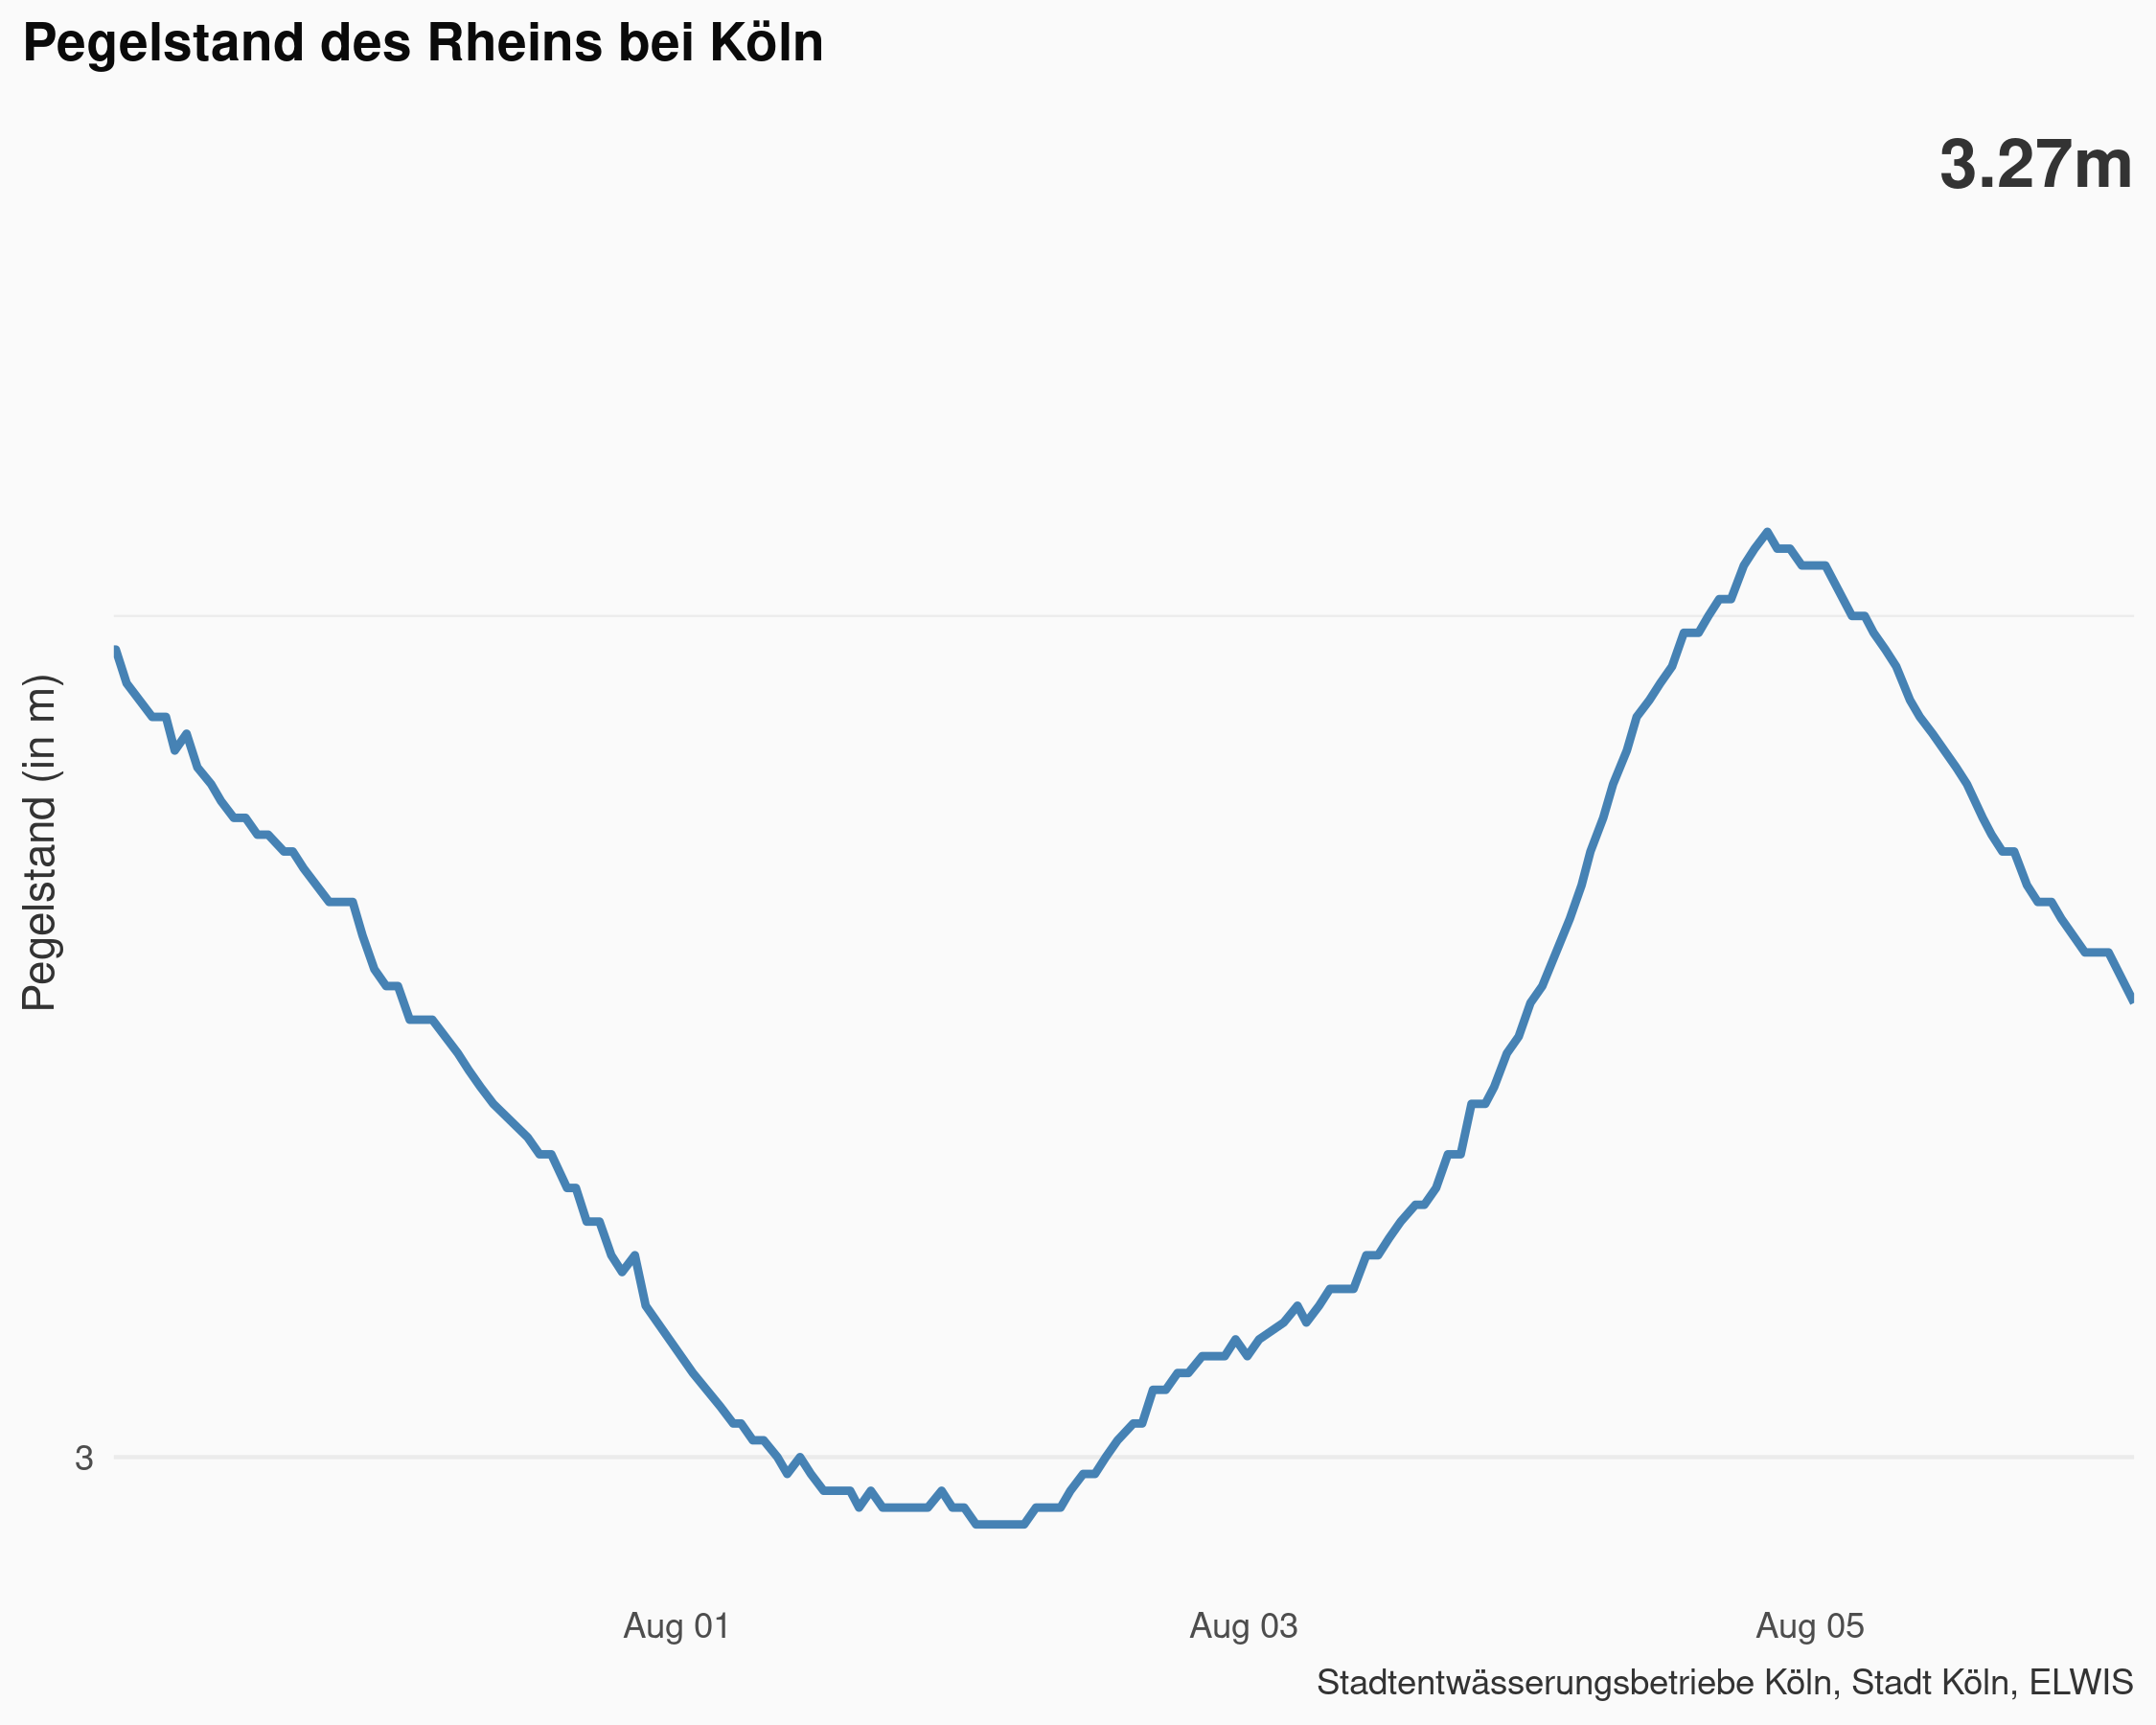 Pegelstand des Rheins bei Köln
3.27m
Pegelstand (in m)
3
Aug 01
Aug 03
Aug 05
Stadtentwässerungsbetriebe Köln, Stadt Köln, ELWIS